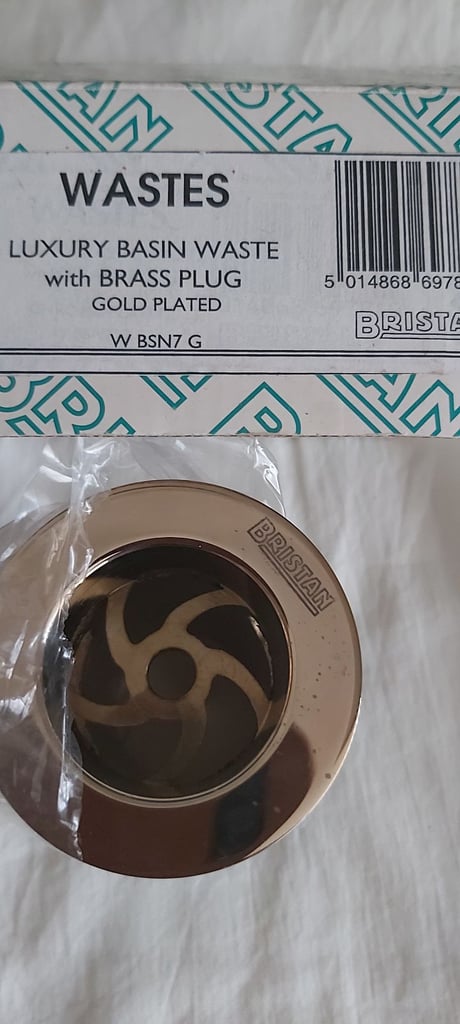 WASTES
LUXURY BASIN WASTE
with BRASS PLUG
GOLD PLATED
W BSN7 G
5 014868 6978
BRISTAN
BRISTAN